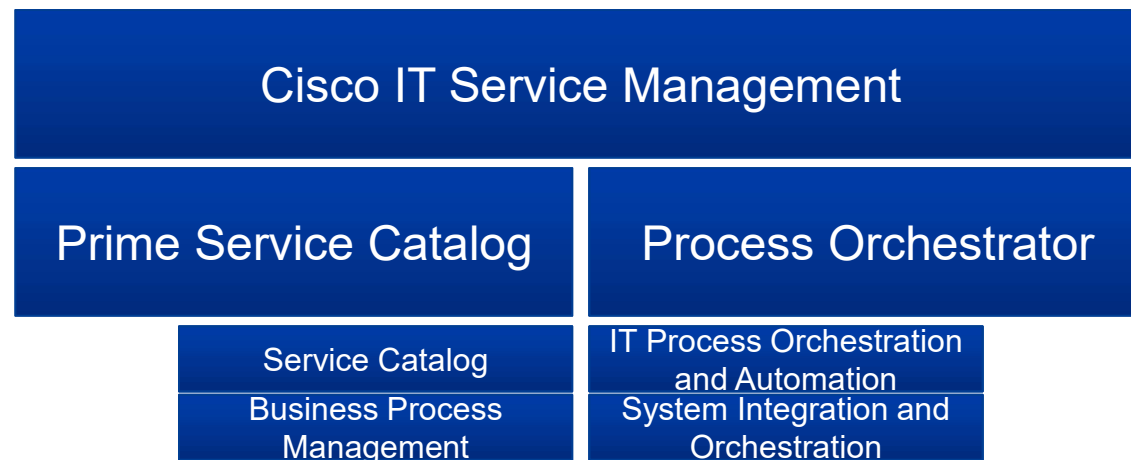 Cisco IT Service Management
Prime Service Catalog
Process Orchestrator
Service Catalog
IT Process Orchestration
and Automation
Business Process
Management
System Integration and
Orchestration